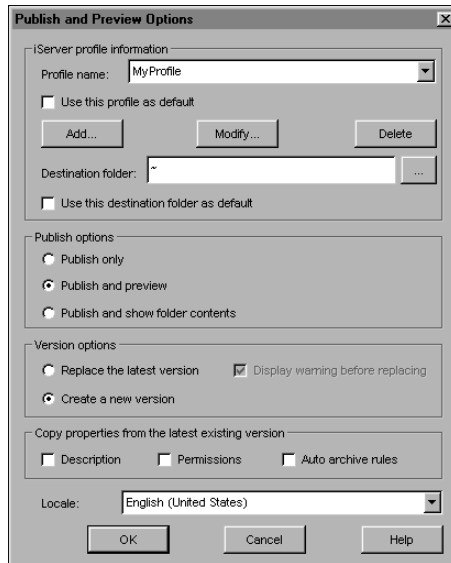 Publish and Preview Options
iServer profile information
Profile name: MyProfile
Use this profile as default
Add... Modify... Delete
Destination folder: ~ ...
Use this destination folder as default
Publish options
Publish only
Publish and preview
Publish and show folder contents
Version options
Replace the latest version Display warning before replacing
Create a new version
Copy properties from the latest existing version
Description Permissions Auto archive rules
Locale: English (United States)
OK Cancel Help